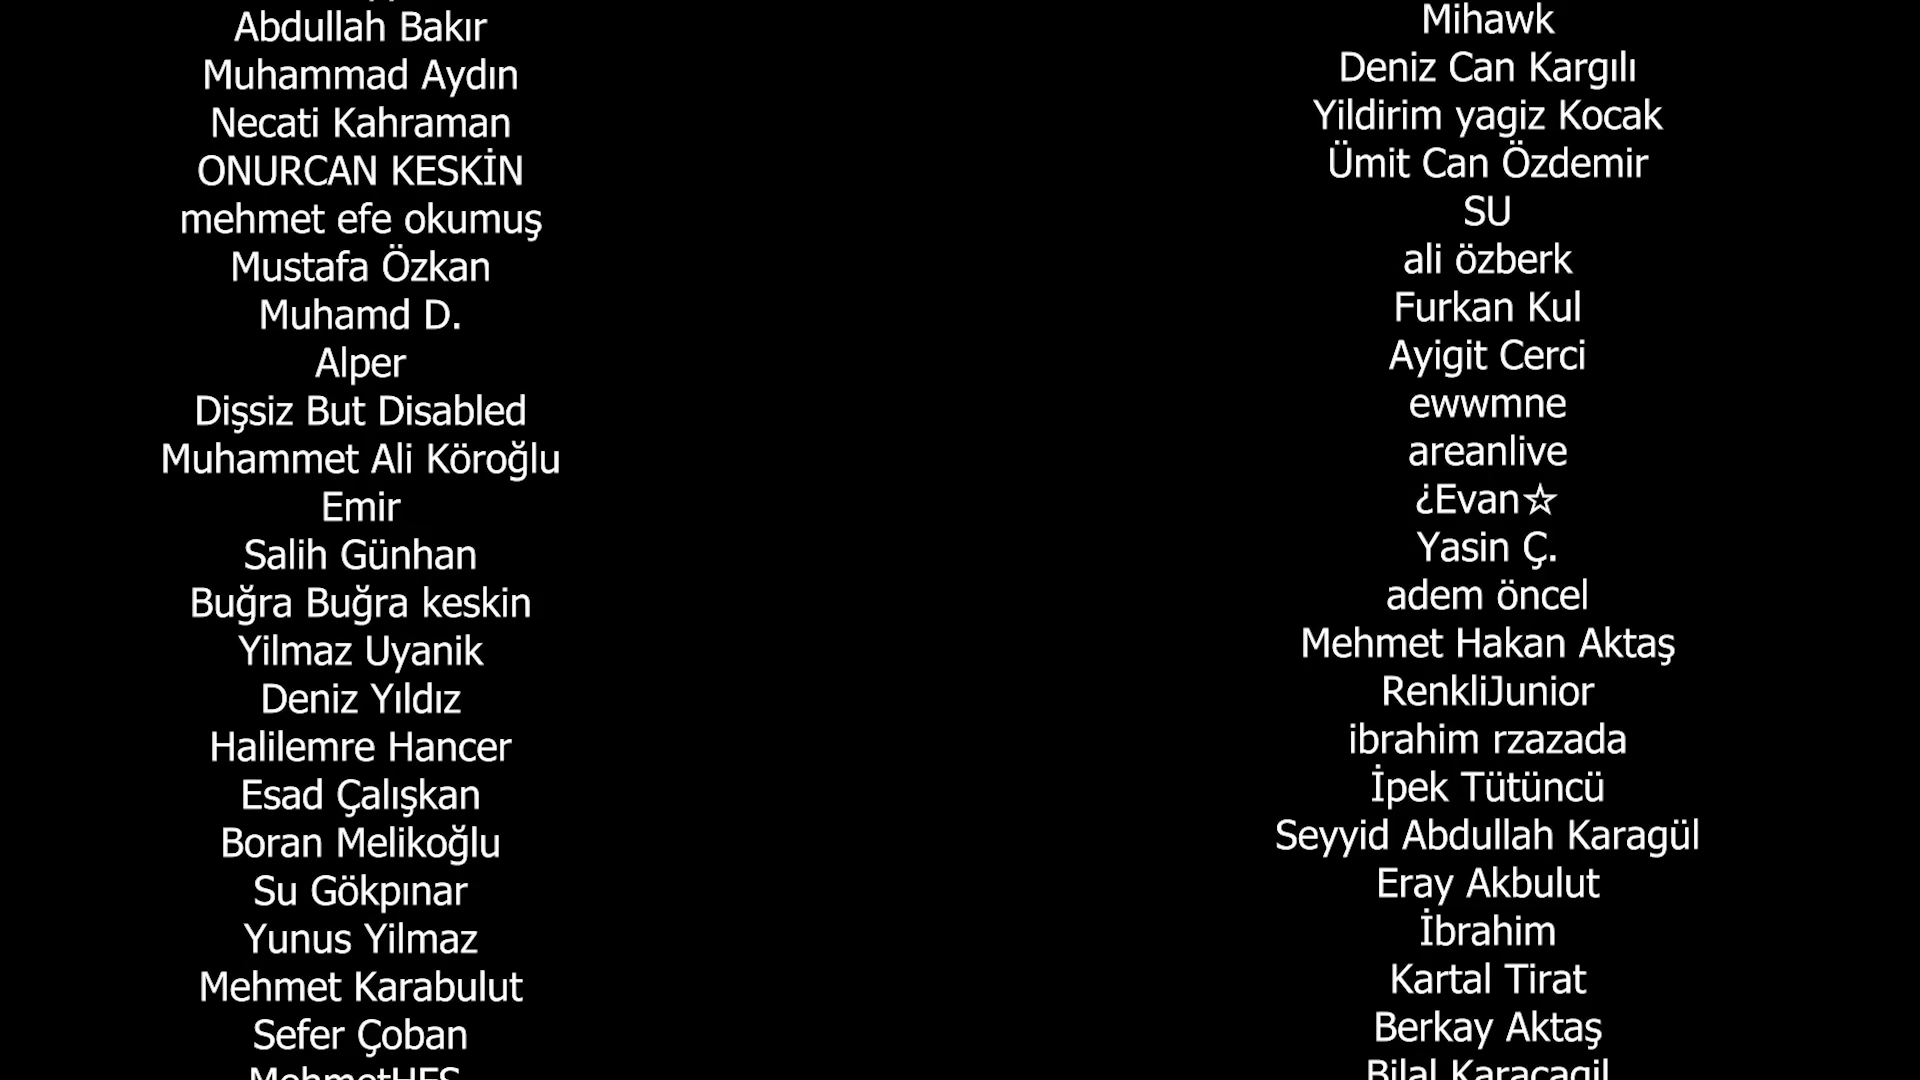 Abdullah Bakır
Muhammad Aydın
Necati Kahraman
ONURCAN KESKİN
mehmet efe okumuş
Mustafa Özkan
Muhamd D.
Alper
Dişsiz But Disabled
Muhammet Ali Köroğlu
Emir
Salih Günhan
Buğra Buğra keskin
Yilmaz Uyanik
Deniz Yıldız
Halilemre Hancer
Esad Çalışkan
Boran Melikoğlu
Su Gökpınar
Yunus Yilmaz
Mehmet Karabulut
Sefer Çoban
Mihawk
Deniz Can Kargılı
Yildirim yagiz Kocak
Ümit Can Özdemir
SU
ali özberk
Furkan Kul
Ayigit Cerci
ewwmne
areanlive
¿Evan☆
Yasin Ç.
adem öncel
Mehmet Hakan Aktaş
RenkliJunior
ibrahim rzazada
İpek Tütüncü
Seyyid Abdullah Karagül
Eray Akbulut
İbrahim
Kartal Tirat
Berkay Aktaş
Bilal